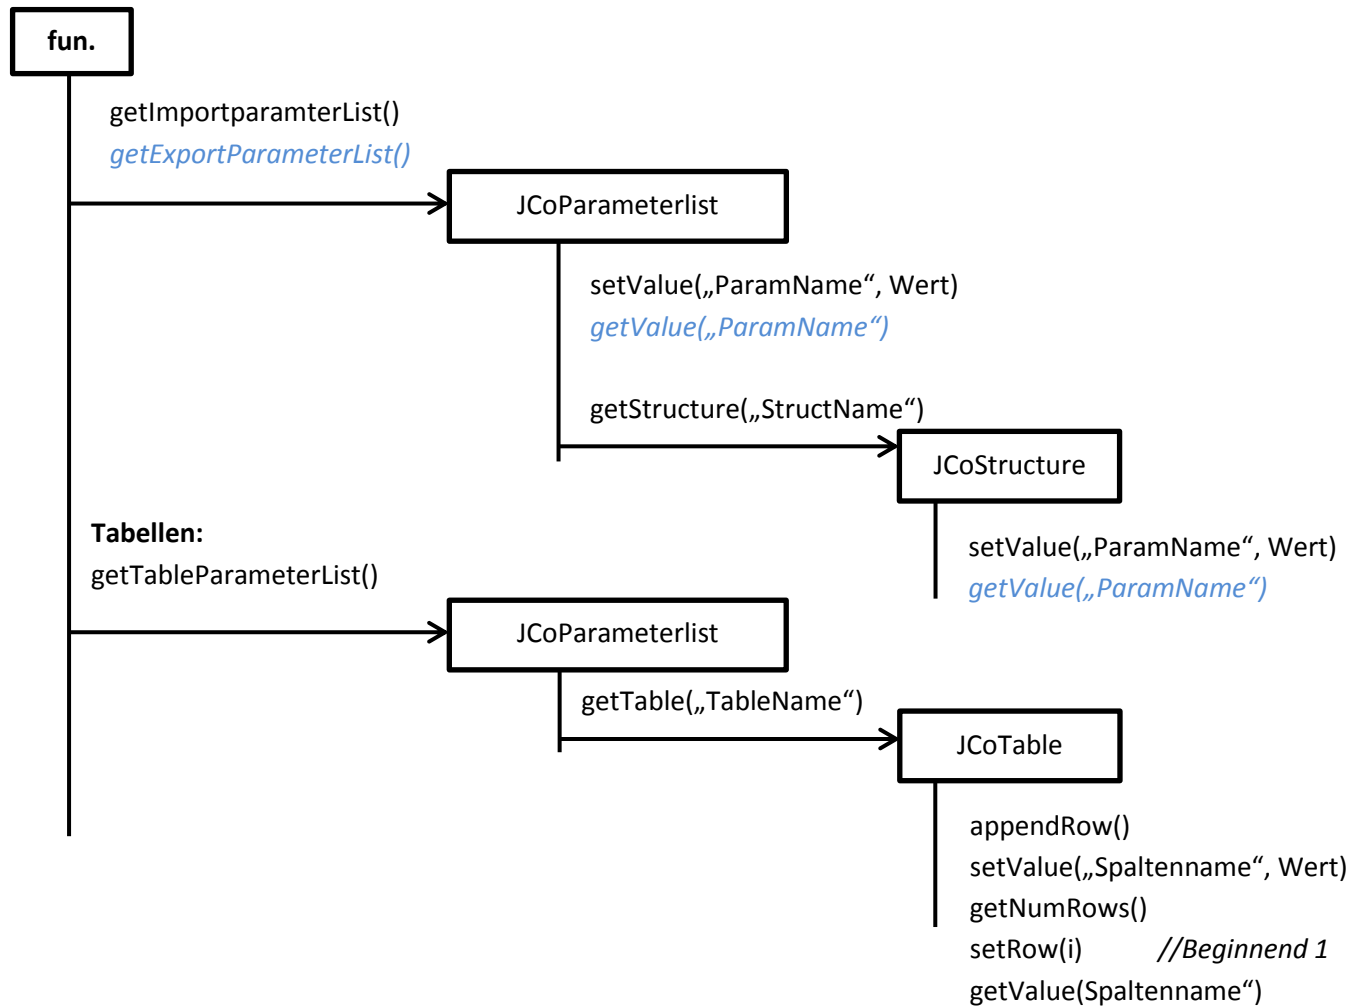 fun.
getImportparamterList()
getExportParameterList()
JCoParameterlist
setValue(„ParamName“, Wert)
getValue(„ParamName“)
getStructure(„StructName“)
JCoStructure
setValue(„ParamName“, Wert)
getValue(„ParamName“)
Tabellen:
getTableParameterList()
JCoParameterlist
getTable(„TableName“)
JCoTable
appendRow()
setValue(„Spaltenname“, Wert)
getNumRows()
setRow(i) //Beginnend 1
getValue(Spaltenname“)